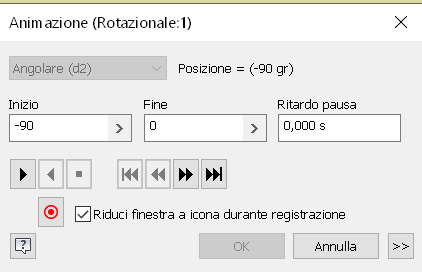 Animazione (Rotazionale:1)
Angolare (d2) Posizione = (-90 gr)
Inizio Fine Ritardo pausa
-90 0 0,000 s
Riduci finestra a icona durante registrazione
OK Annulla >>